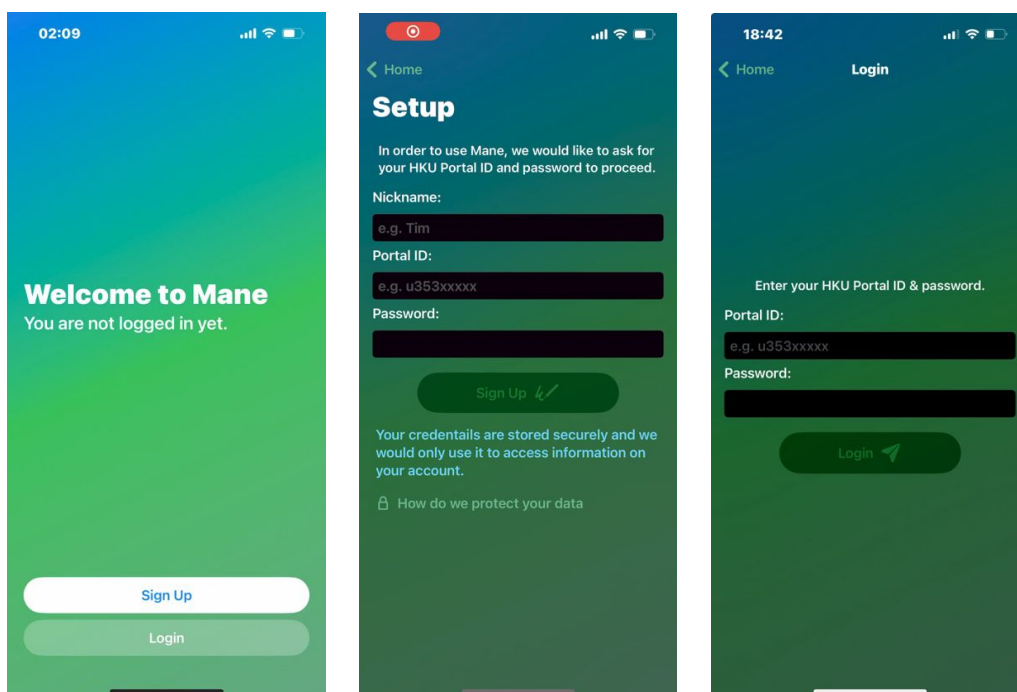 02:09
Welcome to Mane
You are not logged in yet.
Sign Up
Login
Home
Setup
In order to use Mane, we would like to ask for
your HKU Portal ID and password to proceed.
Nickname:
e.g. Tim
Portal ID:
e.g. u353xxxxx
Password:
Sign Up
Your credentails are stored securely and we
would only use it to access information on
your account.
How do we protect your data
18:42
Home
Login
Enter your HKU Portal ID & password.
Portal ID:
e.g. u353xxxxx
Password:
Login